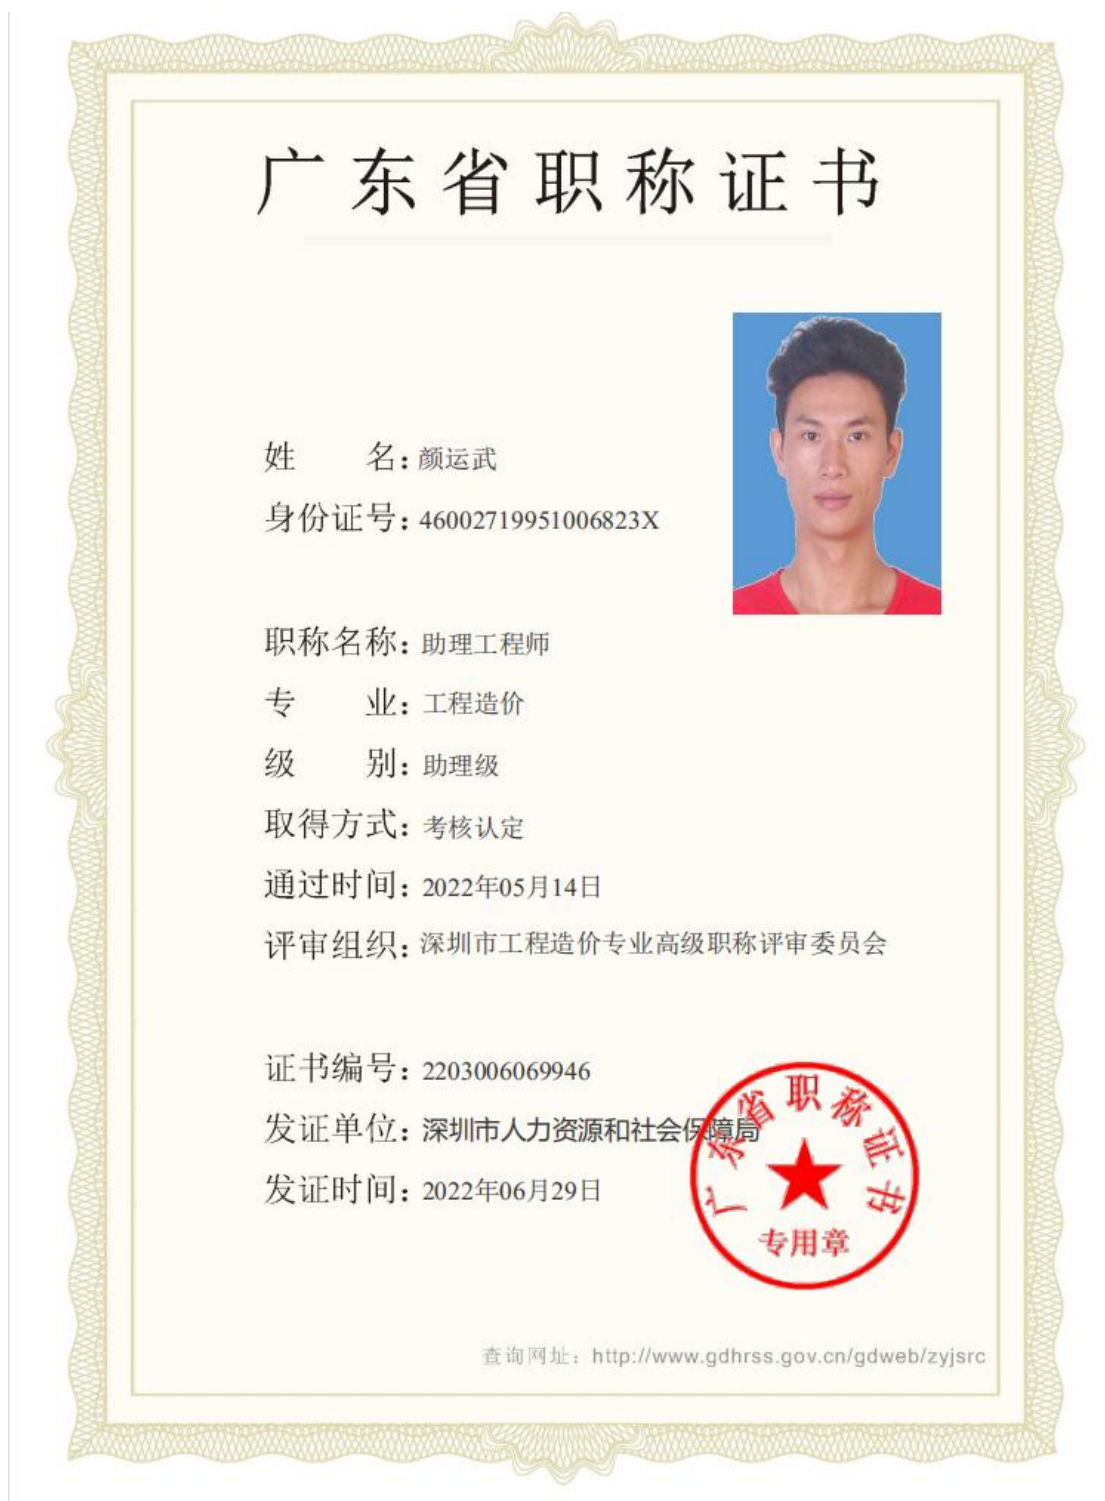 广东省职称证书
姓名：颜运武
身份证号：46002719951006823X
职称名称：助理工程师
专业：工程造价
级别：助理级
取得方式：考核认定
通过时间：2022年05月14日
评审组织：深圳市工程造价专业高级职称评审委员会
证书编号：2203006069946
发证单位：深圳市人力资源和社会保障局
发证时间：2022年06月29日
广东省职称证书
专用章
查询网址：http://www.gdhrss.gov.cn/gdweb/zyjsrc